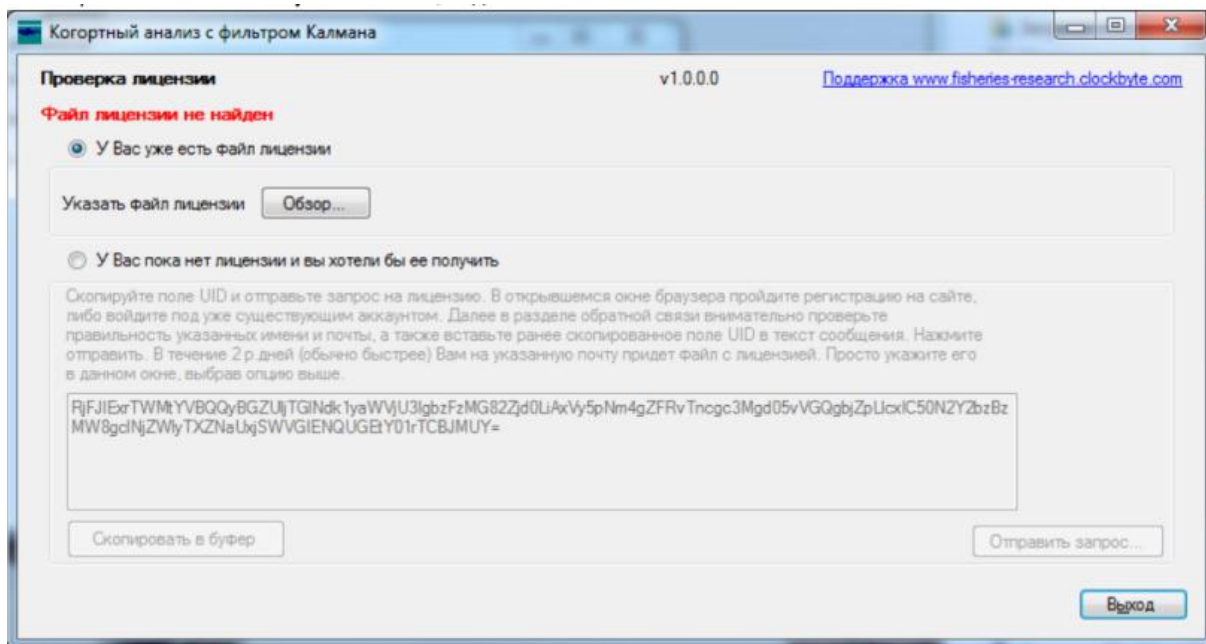 Когортный анализ с фильтром Калмана
Проверка лицензии v1.0.0.0 Поддержка www.fisheries-research.clockbyte.com
Файл лицензии не найден
У Вас уже есть файл лицензии
Указать файл лицензии Обзор...
У Вас пока нет лицензии и вы хотели бы ее получить
Скопируйте поле UID и отправьте запрос на лицензию. В открывшемся окне браузера пройдите регистрацию на сайте,
либо войдите под уже существующим аккаунтом. Далее в разделе обратной связи внимательно проверьте
правильность указанных имени и почты, а также вставьте ранее скопированное поле UID в текст сообщения. Нажмите
отправить. В течение 2 р.дней (обычно быстрее) Вам на указанную почту придет файл с лицензией. Просто укажите его
в данном окне, выбрав опцию выше.
Скопировать в буфер Отправить запрос...
Выход